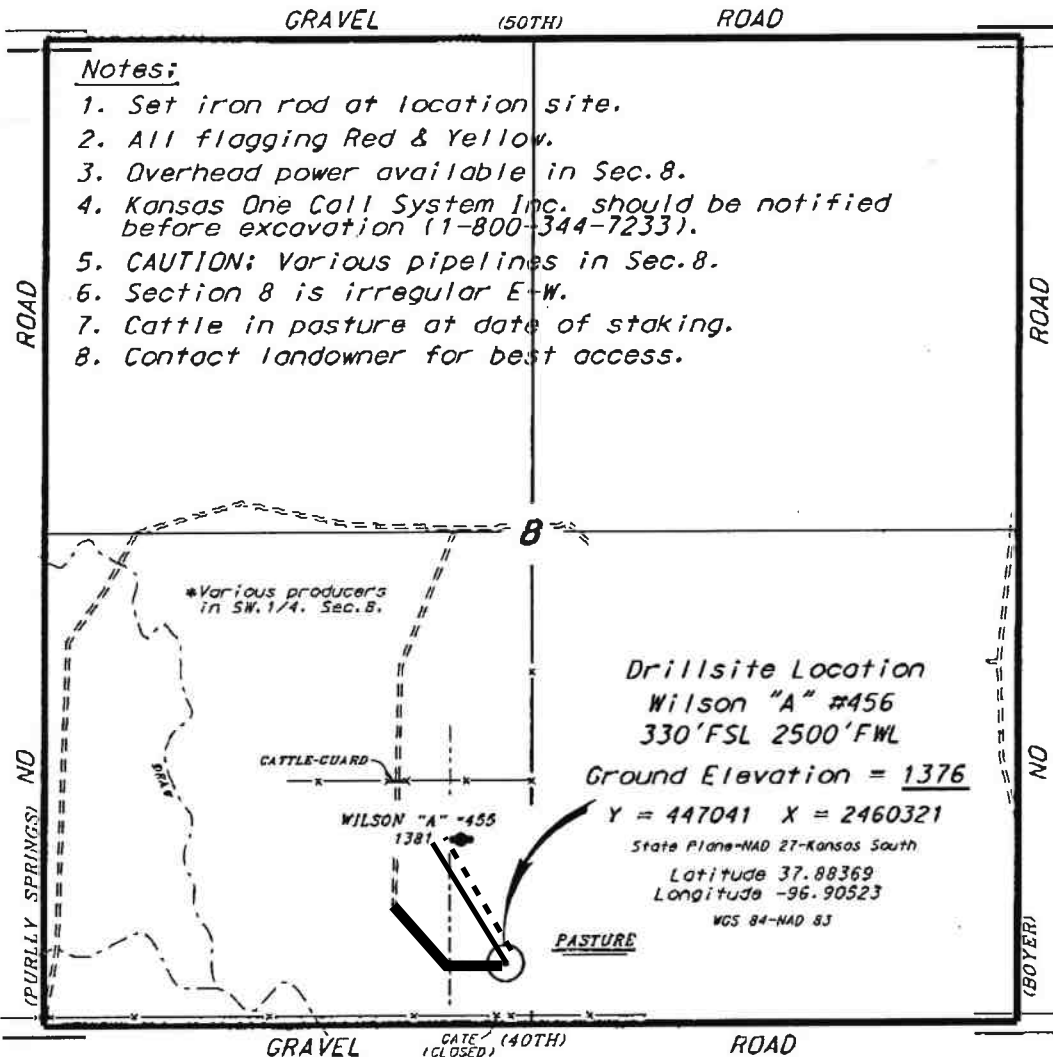 GRAVEL (50TH) ROAD
Notes:
1. Set iron rod at location site.
2. All flagging Red & Yellow.
3. Overhead power available in Sec.8.
4. Kansas One Call System Inc. should be notified
before excavation (1-800-344-7233).
5. CAUTION: Various pipelines in Sec.8.
6. Section 8 is irregular E-W.
7. Cattle in pasture at date of staking.
8. Contact landowner for best access.
ROAD
ROAD
8
*Various producers
in SW.1/4. Sec.8.
Drillsite Location
Wilson "A" #456
330'FSL 2500'FWL
Ground Elevation = 1376
Y = 447041 X = 2460321
State Plane-NAD 27-Kansas South
Latitude 37.88369
Longitude -96.90523
WGS 84-NAD 83
CATTLE-GUARD
DRAW
WILSON "A" #455
1381
NO
NO
(PURLLY SPRINGS)
(BOYER)
PASTURE
GRAVEL GATE (40TH) ROAD
(CLOSED)